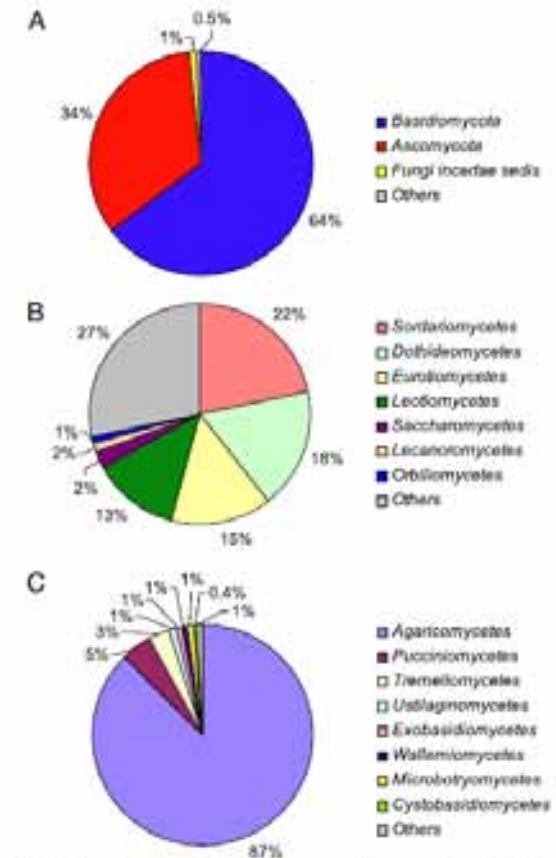 A
0.5%
1%
34%
64%
Basidiomycota
Ascomycota
Fungi incertae sedis
Others
B
27%
22%
1%
2%
2%
18%
13%
15%
Sordariomycetes
Dothideomycetes
Eurotiomycetes
Leotiomycetes
Saccharomycetes
Lecanoromycetes
Orbiliomycetes
Others
C
1%
1%
1%
1%
0.4%
1%
3%
5%
87%
Agaricomycetes
Pucciniomycetes
Tremellomycetes
Ustilaginomycetes
Exobasidiomycetes
Wallemiomycetes
Microbotryomycetes
Cystobasidiomycetes
Others